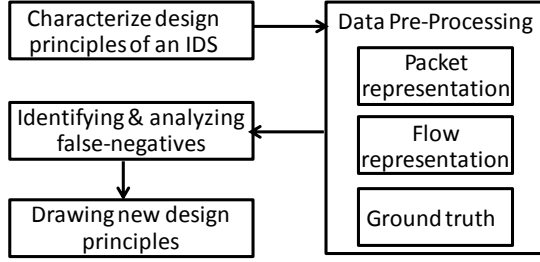 Characterize design
principles of an IDS
Data Pre-Processing
Packet
representation
Flow
representation
Ground truth
Identifying & analyzing
false-negatives
Drawing new design
principles